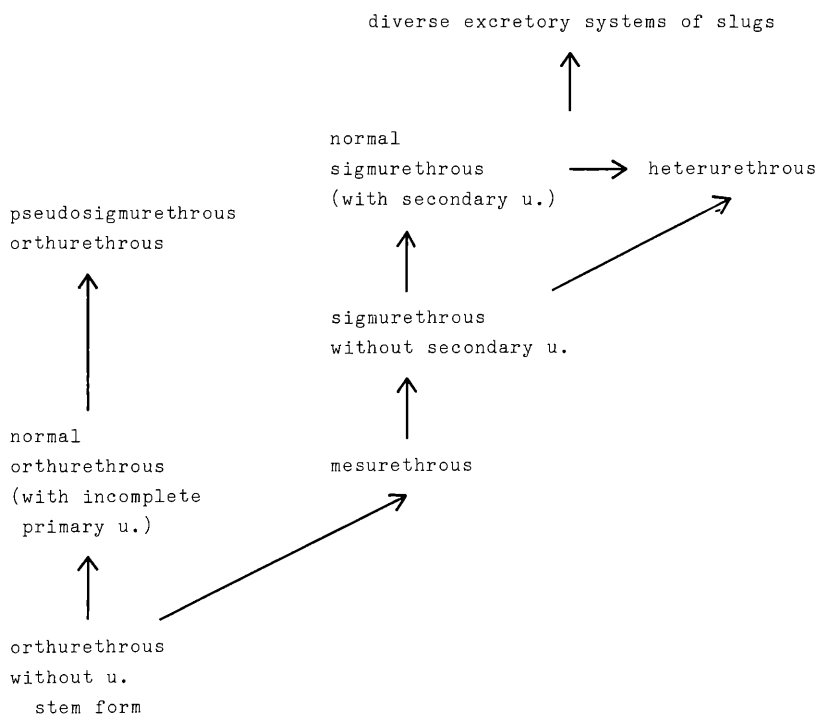 diverse excretory systems of slugs
normal
sigmurethrous
(with secondary u.)
heterurethrous
pseudosigmurethrous
orthurethrous
sigmurethrous
without secondary u.
normal
orthurethrous
(with incomplete
primary u.)
mesurethrous
orthurethrous
without u.
stem form